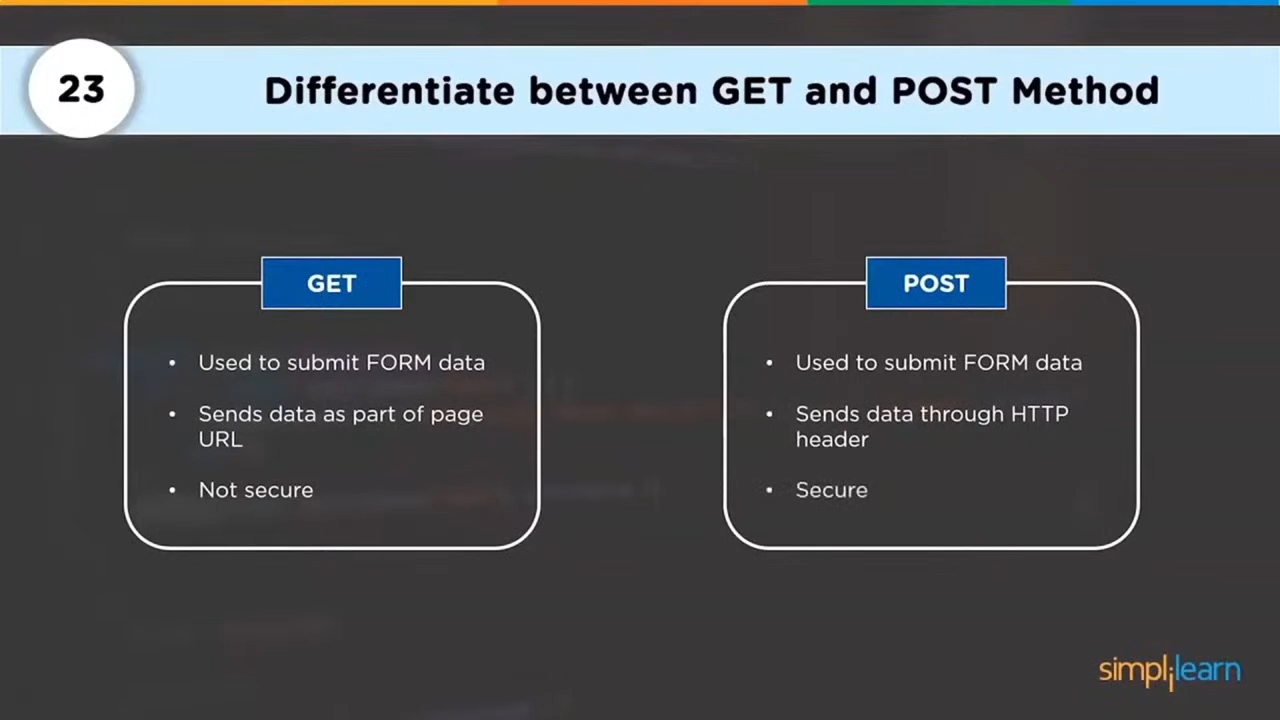 23
Differentiate between GET and POST Method
GET
• Used to submit FORM data
• Sends data as part of page
URL
• Not secure
POST
• Used to submit FORM data
• Sends data through HTTP
header
• Secure
simplilearn